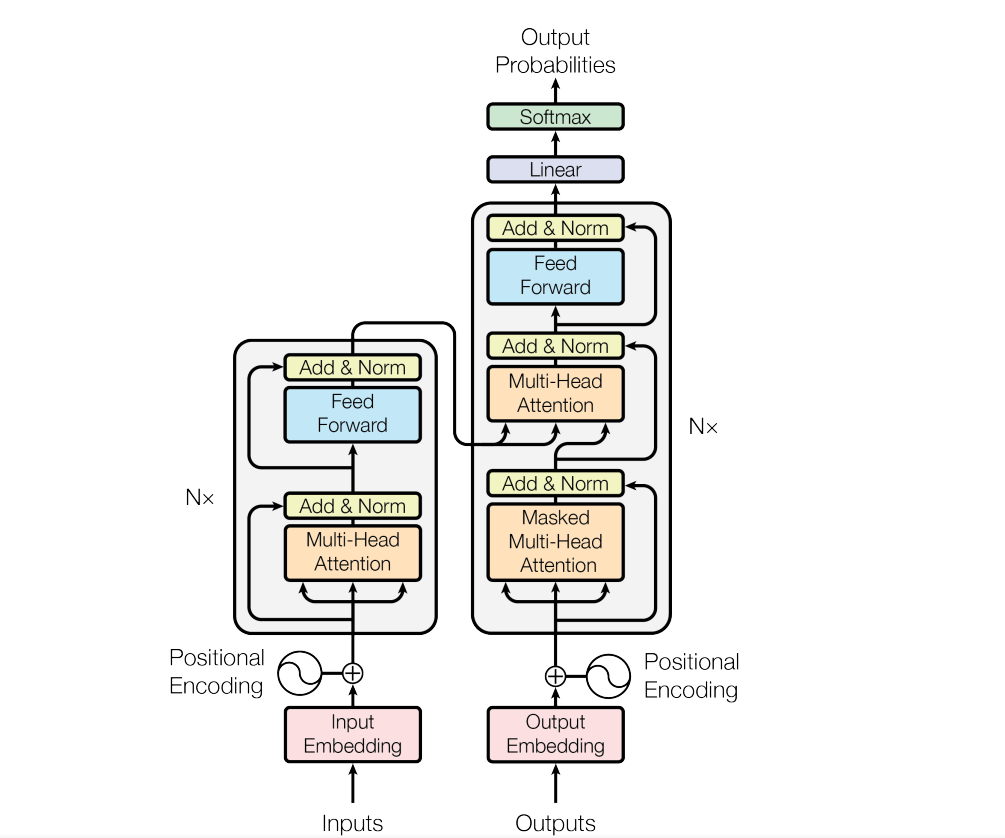 Output
Probabilities
Softmax
Linear
Add & Norm
Feed
Forward
Add & Norm
Multi-Head
Attention
Nx
Add & Norm
Masked
Multi-Head
Attention
Positional
Encoding
Output
Embedding
Outputs
Add & Norm
Feed
Forward
Nx
Add & Norm
Multi-Head
Attention
Positional
Encoding
Input
Embedding
Inputs